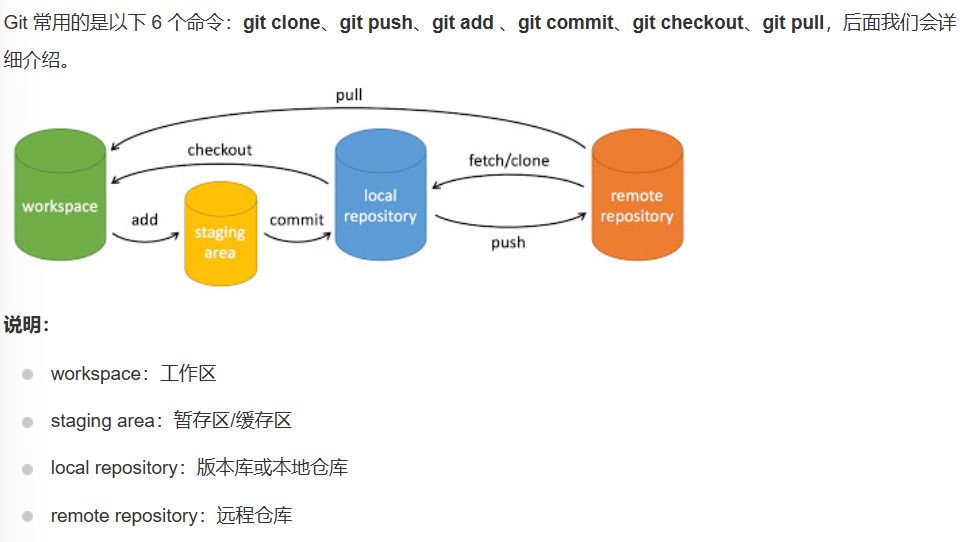 Git 常用的是以下 6 个命令：git clone、git push、git add 、git commit、git checkout、git pull，后面我们会详
细介绍。
pull
checkout
fetch/clone
workspace
add
staging
area
commit
local
repository
push
remote
repository
说明：
workspace：工作区
staging area：暂存区/缓存区
local repository：版本库或本地仓库
remote repository：远程仓库